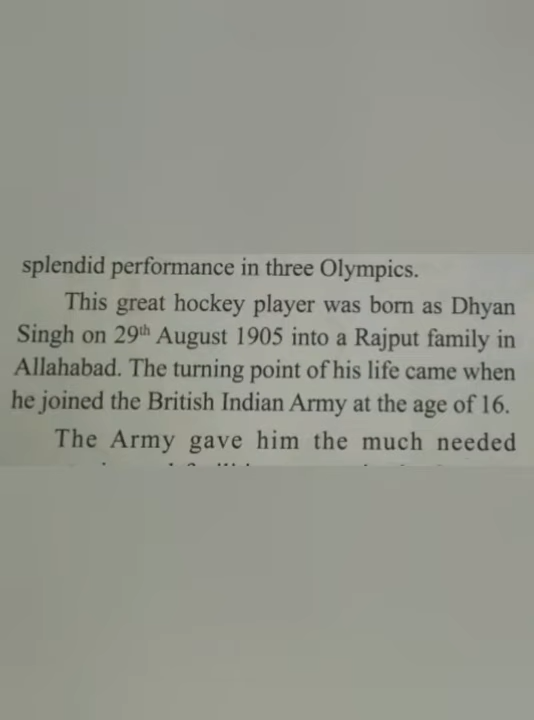 splendid performance in three Olympics.
This great hockey player was born as Dhyan
Singh on 29th August 1905 into a Rajput family in
Allahabad. The turning point of his life came when
he joined the British Indian Army at the age of 16.
The Army gave him the much needed